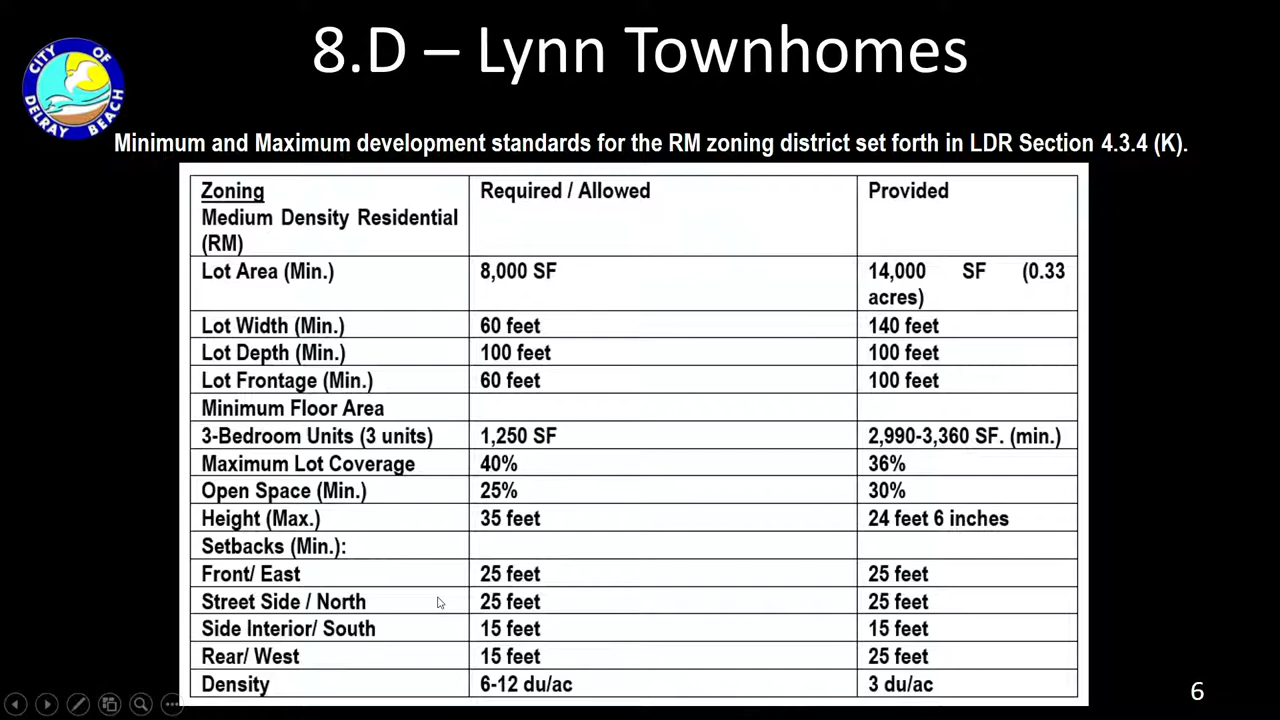 8.D – Lynn Townhomes
CITY OF DELRAY BEACH
Minimum and Maximum development standards for the RM zoning district set forth in LDR Section 4.3.4 (K).
Zoning Required / Allowed Provided
Medium Density Residential
(RM)
Lot Area (Min.) 8,000 SF 14,000 SF (0.33
acres)
Lot Width (Min.) 60 feet 140 feet
Lot Depth (Min.) 100 feet 100 feet
Lot Frontage (Min.) 60 feet 100 feet
Minimum Floor Area
3-Bedroom Units (3 units) 1,250 SF 2,990-3,360 SF. (min.)
Maximum Lot Coverage 40% 36%
Open Space (Min.) 25% 30%
Height (Max.) 35 feet 24 feet 6 inches
Setbacks (Min.):
Front/ East 25 feet 25 feet
Street Side / North 25 feet 25 feet
Side Interior/ South 15 feet 15 feet
Rear/ West 15 feet 25 feet
Density 6-12 du/ac 3 du/ac
6